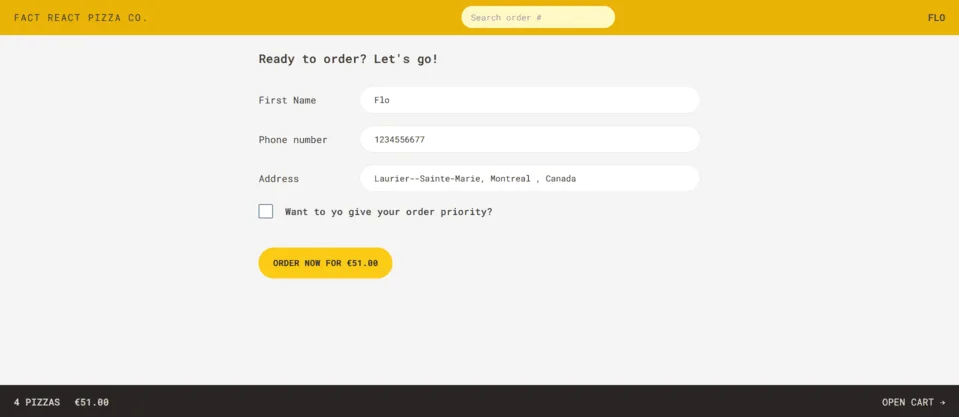 FACT REACT PIZZA CO.
Search order #
FLO
Ready to order? Let's go!
First Name
Flo
Phone number
1234556677
Address
Laurier--Sainte-Marie, Montreal , Canada
Want to yo give your order priority?
ORDER NOW FOR €51.00
4 PIZZAS €51.00
OPEN CART →